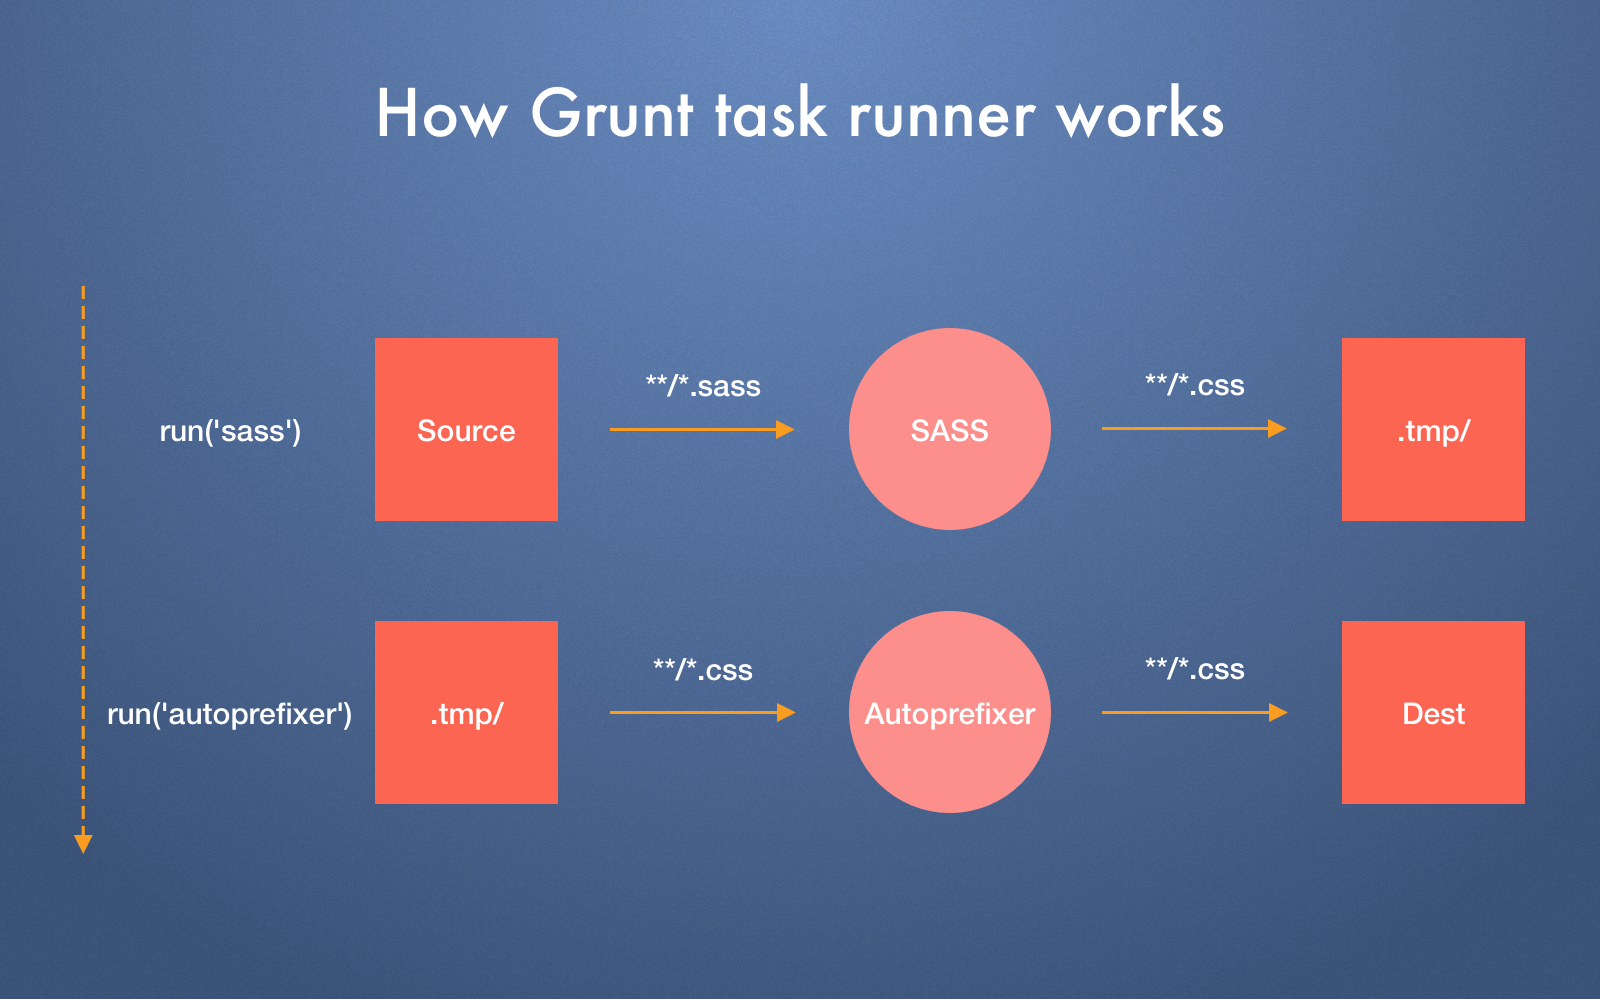 How Grunt task runner works
run('sass')
Source
**/*.sass
SASS
**/*.css
.tmp/
run('autoprefixer')
.tmp/
**/*.css
Autoprefixer
**/*.css
Dest